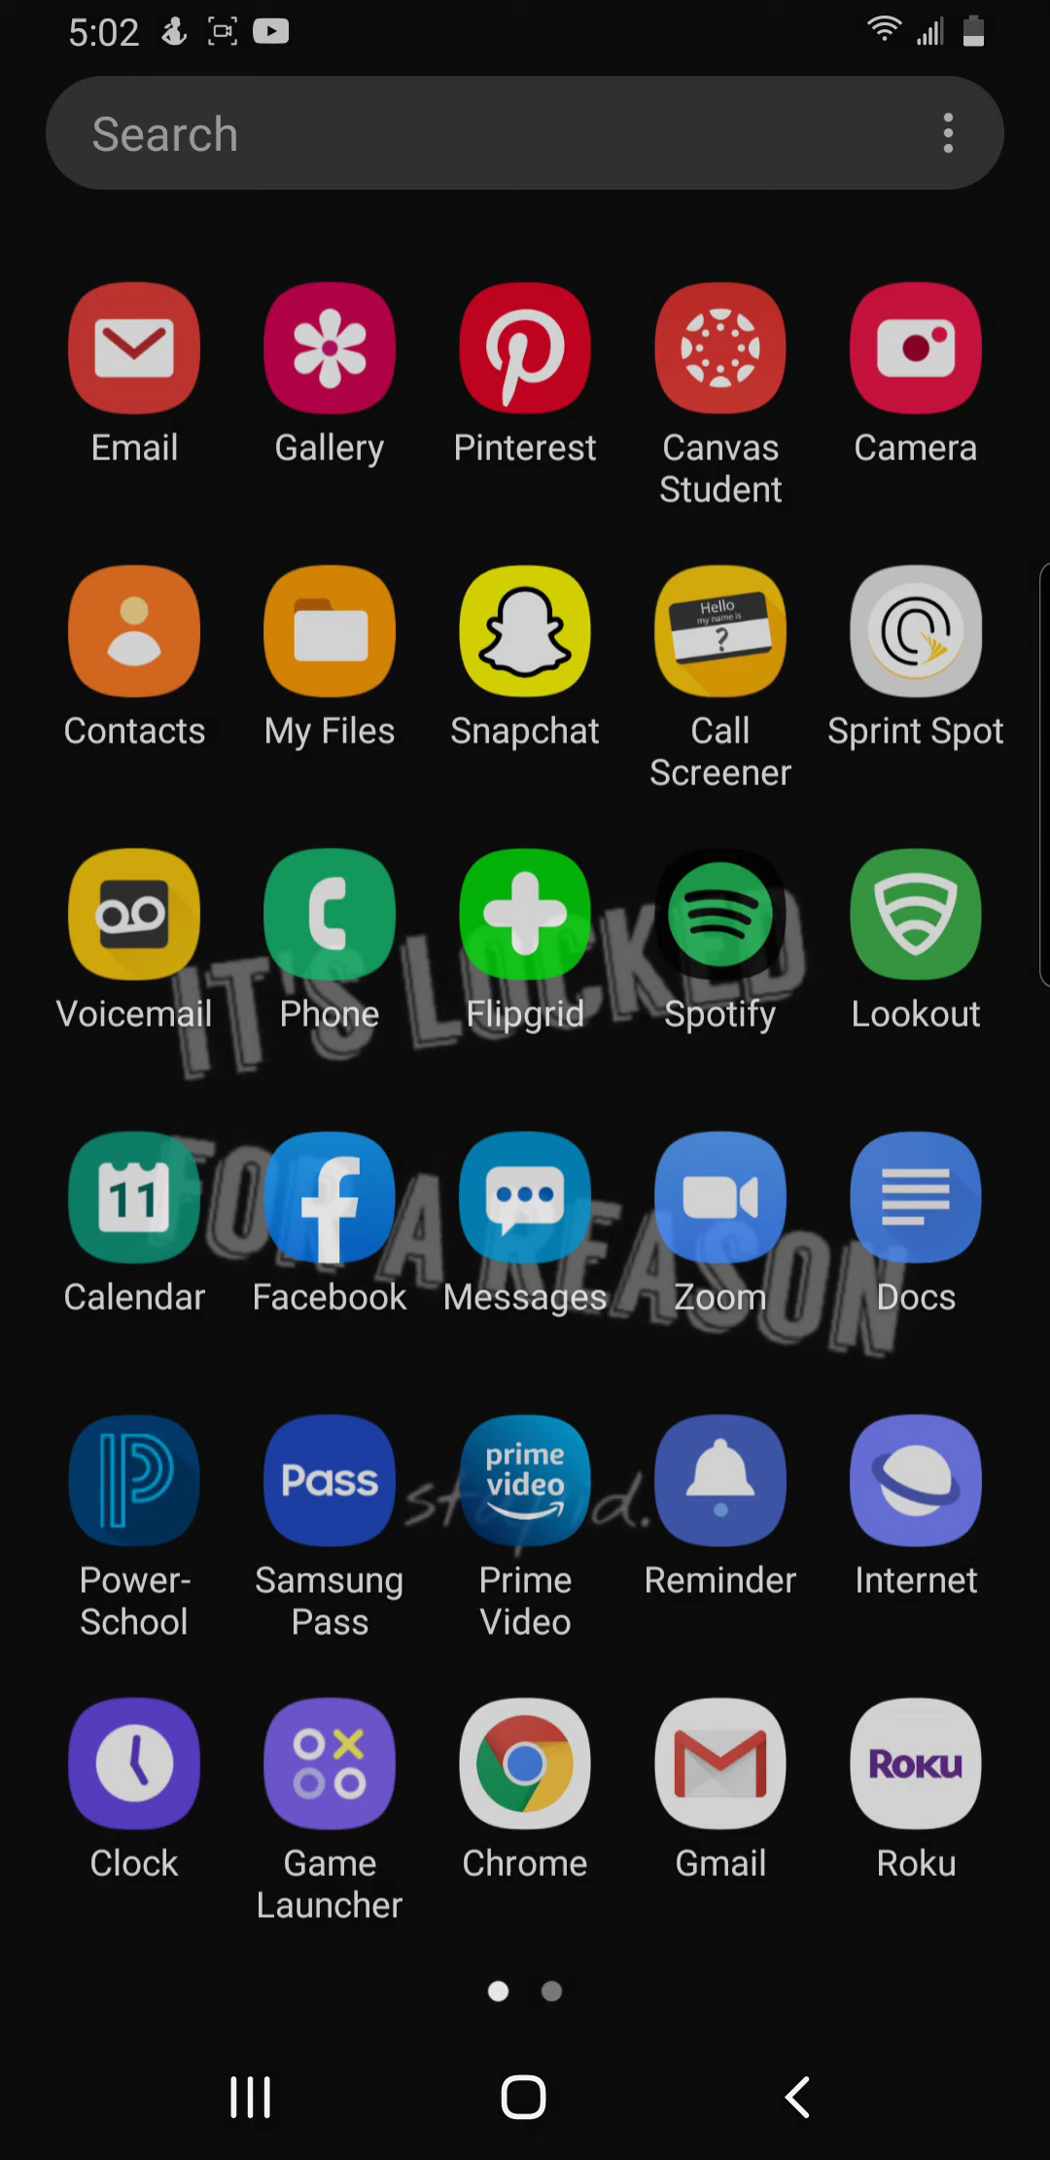 5:02
Search
Email
Gallery
Pinterest
Canvas
Student
Camera
Contacts
My Files
Snapchat
Hello
my name is
?
Call
Screener
Sprint Spot
Voicemail
Phone
Flipgrid
Spotify
Lookout
IT'S LOCKED
11
Calendar
Facebook
Messages
Zoom
Docs
FOR A REASON
Power-
School
Pass
Samsung
Pass
prime
video
Prime
Video
Reminder
Internet
Clock
Game
Launcher
Chrome
Gmail
Roku
Roku